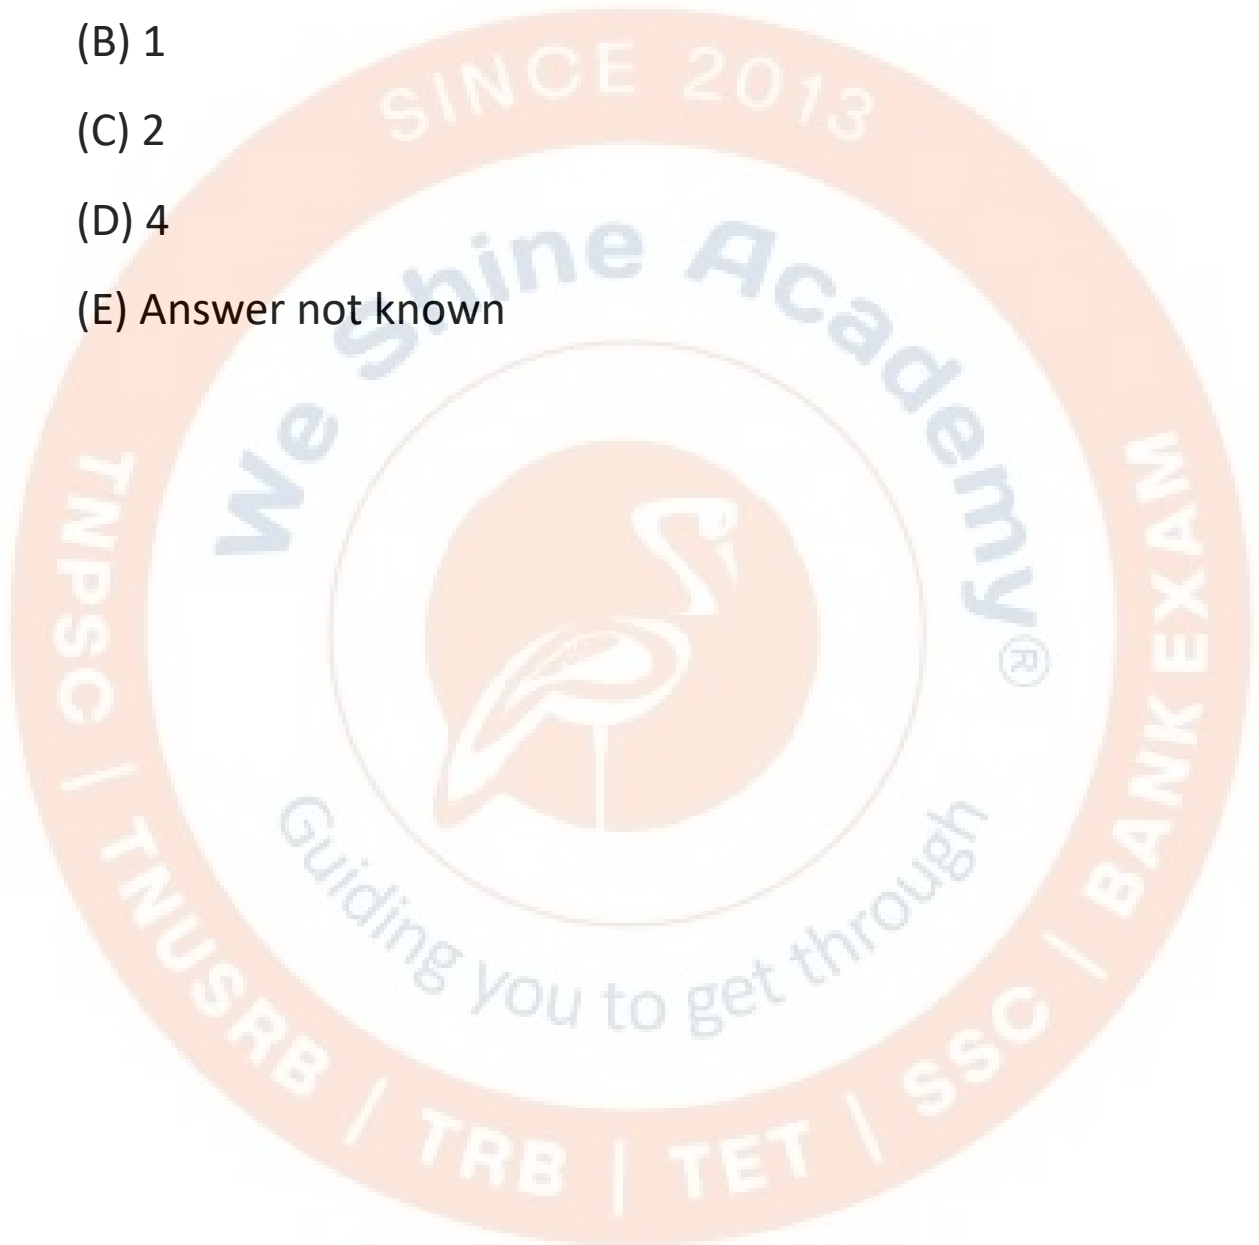 (B) 1
SINCE 2013
(C) 2
(D) 4
We Shine Academy®
(E) Answer not known
Guiding you to get through
TNPSC | TNUSRB | TRB | TET | SSC | BANK EXAM